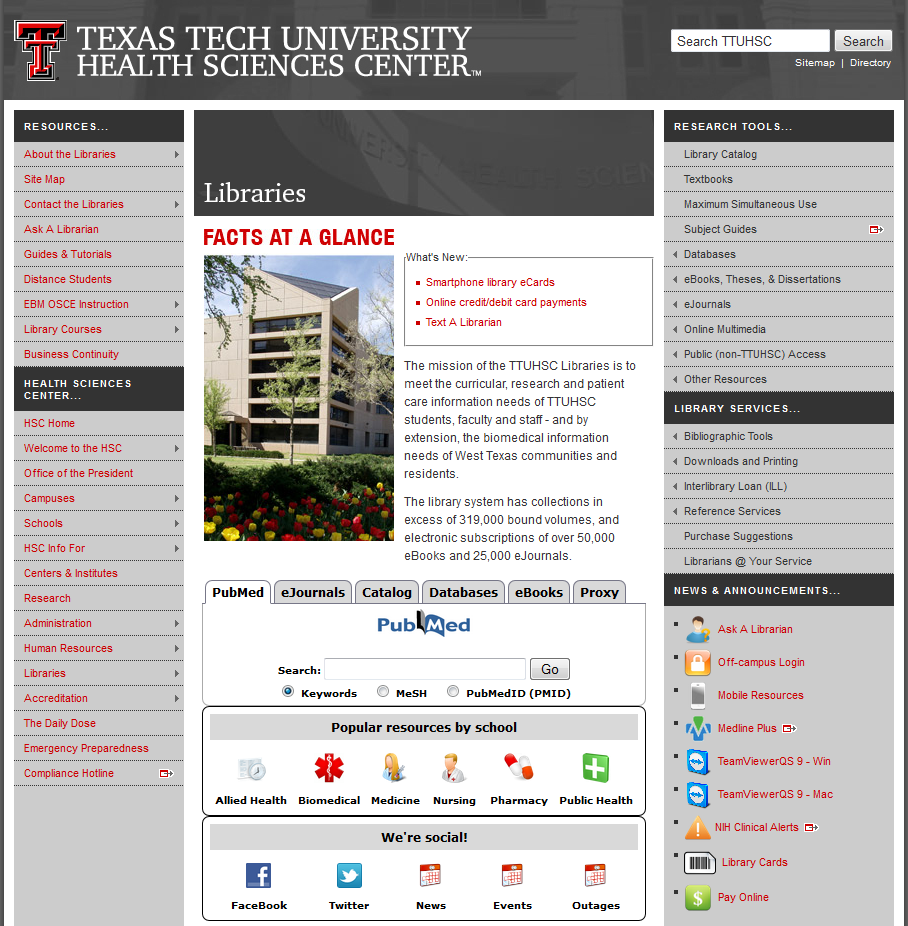 TEXAS TECH UNIVERSITY
HEALTH SCIENCES CENTER™
Search TTUHSC
Search
Sitemap | Directory
RESOURCES...
About the Libraries
Site Map
Contact the Libraries
Ask A Librarian
Guides & Tutorials
Distance Students
EBM OSCE Instruction
Library Courses
Business Continuity
HEALTH SCIENCES
CENTER...
HSC Home
Welcome to the HSC
Office of the President
Campuses
Schools
HSC Info For
Centers & Institutes
Research
Administration
Human Resources
Libraries
Accreditation
The Daily Dose
Emergency Preparedness
Compliance Hotline
Libraries
FACTS AT A GLANCE
What's New:
Smartphone library eCards
Online credit/debit card payments
Text A Librarian
The mission of the TTUHSC Libraries is to
meet the curricular, research and patient
care information needs of TTUHSC
students, faculty and staff - and by
extension, the biomedical information
needs of West Texas communities and
residents.
The library system has collections in
excess of 319,000 bound volumes, and
electronic subscriptions of over 50,000
eBooks and 25,000 eJournals.
PubMed eJournals Catalog Databases eBooks Proxy
PubMed
Search: Go
Keywords MeSH PubMedID (PMID)
Popular resources by school
Allied Health Biomedical Medicine Nursing Pharmacy Public Health
We're social!
FaceBook Twitter News Events Outages
RESEARCH TOOLS...
Library Catalog
Textbooks
Maximum Simultaneous Use
Subject Guides
Databases
eBooks, Theses, & Dissertations
eJournals
Online Multimedia
Public (non-TTUHSC) Access
Other Resources
LIBRARY SERVICES...
Bibliographic Tools
Downloads and Printing
Interlibrary Loan (ILL)
Reference Services
Purchase Suggestions
Librarians @ Your Service
NEWS & ANNOUNCEMENTS...
Ask A Librarian
Off-campus Login
Mobile Resources
Medline Plus
TeamViewerQS 9 - Win
TeamViewerQS 9 - Mac
NIH Clinical Alerts
Library Cards
Pay Online